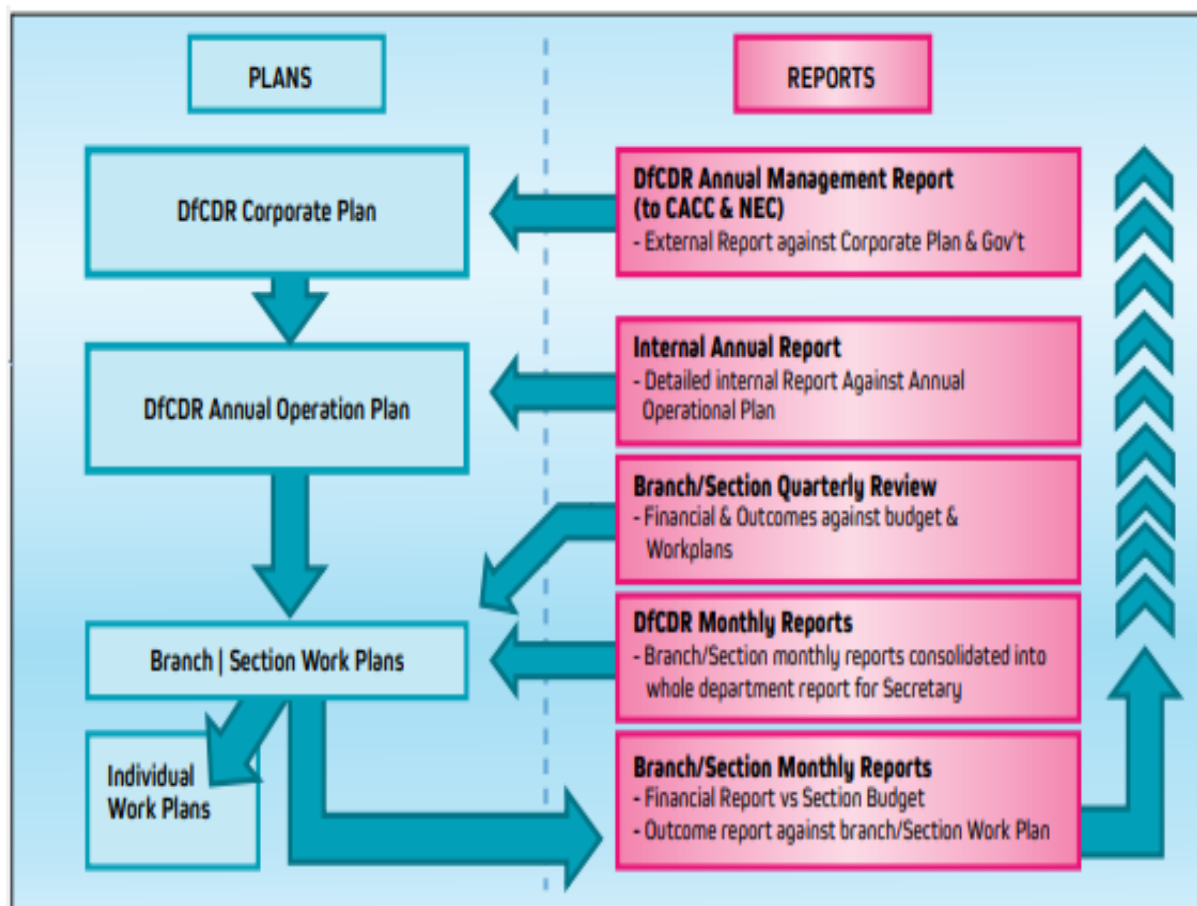 PLANS
REPORTS
DfCDR Corporate Plan
DfCDR Annual Management Report
(to CACC & NEC)
- External Report against Corporate Plan & Gov't
DfCDR Annual Operation Plan
Internal Annual Report
- Detailed internal Report Against Annual
Operational Plan
Branch/Section Quarterly Review
- Financial & Outcomes against budget &
Workplans
Branch | Section Work Plans
DfCDR Monthly Reports
- Branch/Section monthly reports consolidated into
whole department report for Secretary
Individual
Work Plans
Branch/Section Monthly Reports
- Financial Report vs Section Budget
- Outcome report against branch/Section Work Plan